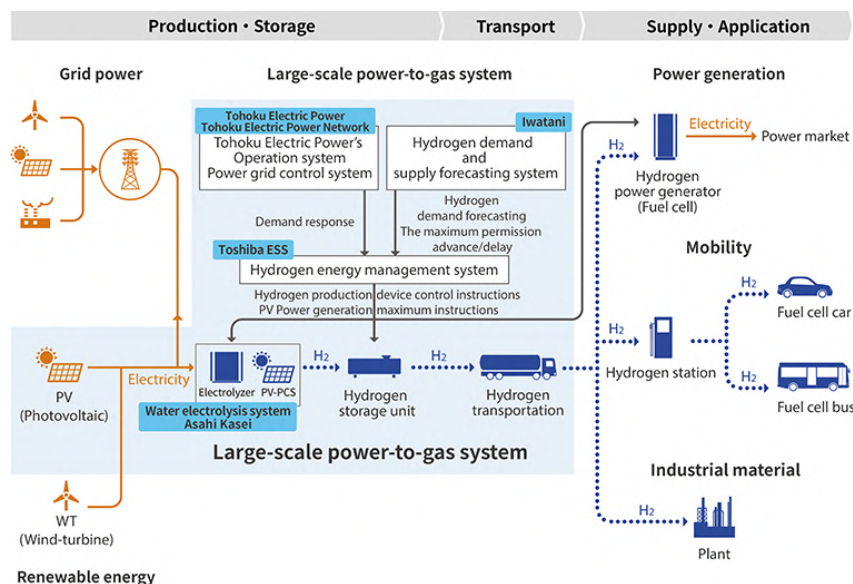 Production・Storage
Transport
Supply・Application
Grid power
Large-scale power-to-gas system
Power generation
Tohoku Electric Power
Tohoku Electric Power Network
Tohoku Electric Power's
Operation system
Power grid control system
Iwatani
Hydrogen demand
and
supply forecasting system
H2
Electricity
Power market
Hydrogen
power generator
(Fuel cell)
Demand response
Hydrogen
demand forecasting
The maximum permission
advance/delay
Toshiba ESS
Hydrogen energy management system
Hydrogen production device control instructions
PV Power generation maximum instructions
Mobility
H2
Fuel cell car
H2
Hydrogen station
H2
Fuel cell bus
PV
(Photovoltaic)
Electricity
Electrolyzer
PV-PCS
H2
Hydrogen
storage unit
H2
Hydrogen
transportation
Water electrolysis system
Asahi Kasei
Large-scale power-to-gas system
Industrial material
H2
Plant
WT
(Wind-turbine)
Renewable energy